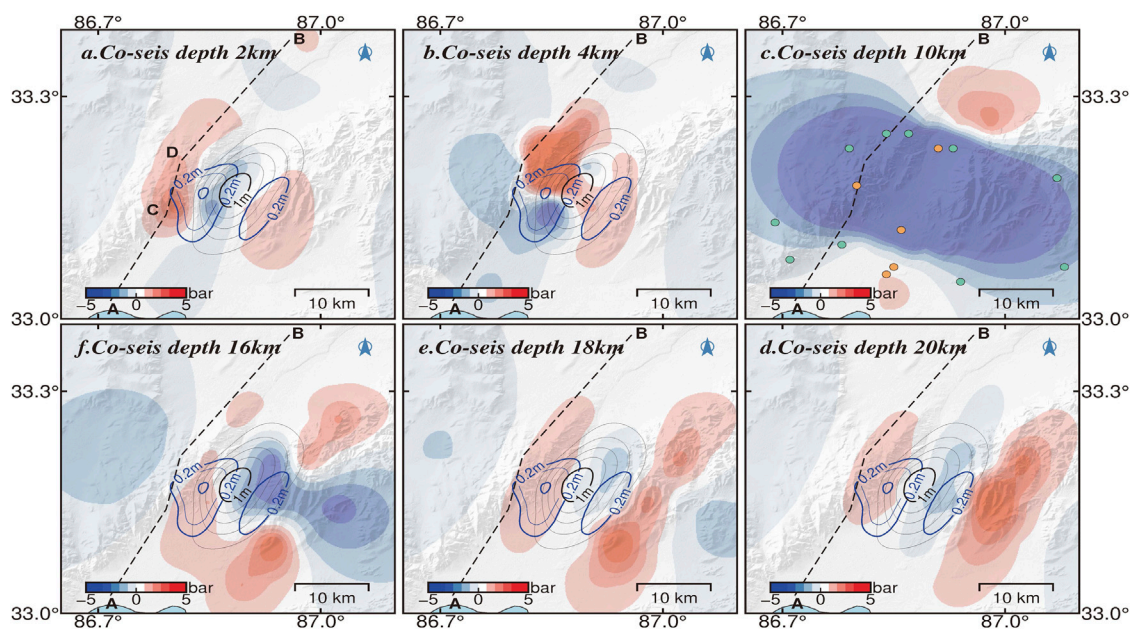 86.7° 87.0° 86.7° 87.0° 86.7° 87.0°
a.Co-seis depth 2km B
b.Co-seis depth 4km B
c.Co-seis depth 10km B
33.3° 33.3°
D
C
0.2m 0.2m 1m 0.2m
0.2m 0.2m 1m 0.2m
−5 0 5 bar 10 km
A
−5 0 5 bar 10 km
A
−5 0 5 bar 10 km
A
33.0° 33.0°
f.Co-seis depth 16km B
e.Co-seis depth 18km B
d.Co-seis depth 20km B
33.3° 33.3°
0.2m 0.2m 1m 0.2m
0.2m 0.2m 1m 0.2m
0.2m 0.2m 1m 0.2m
−5 0 5 bar 10 km
A
−5 0 5 bar 10 km
A
−5 0 5 bar 10 km
A
33.0° 33.0°
86.7° 87.0° 86.7° 87.0° 86.7° 87.0°